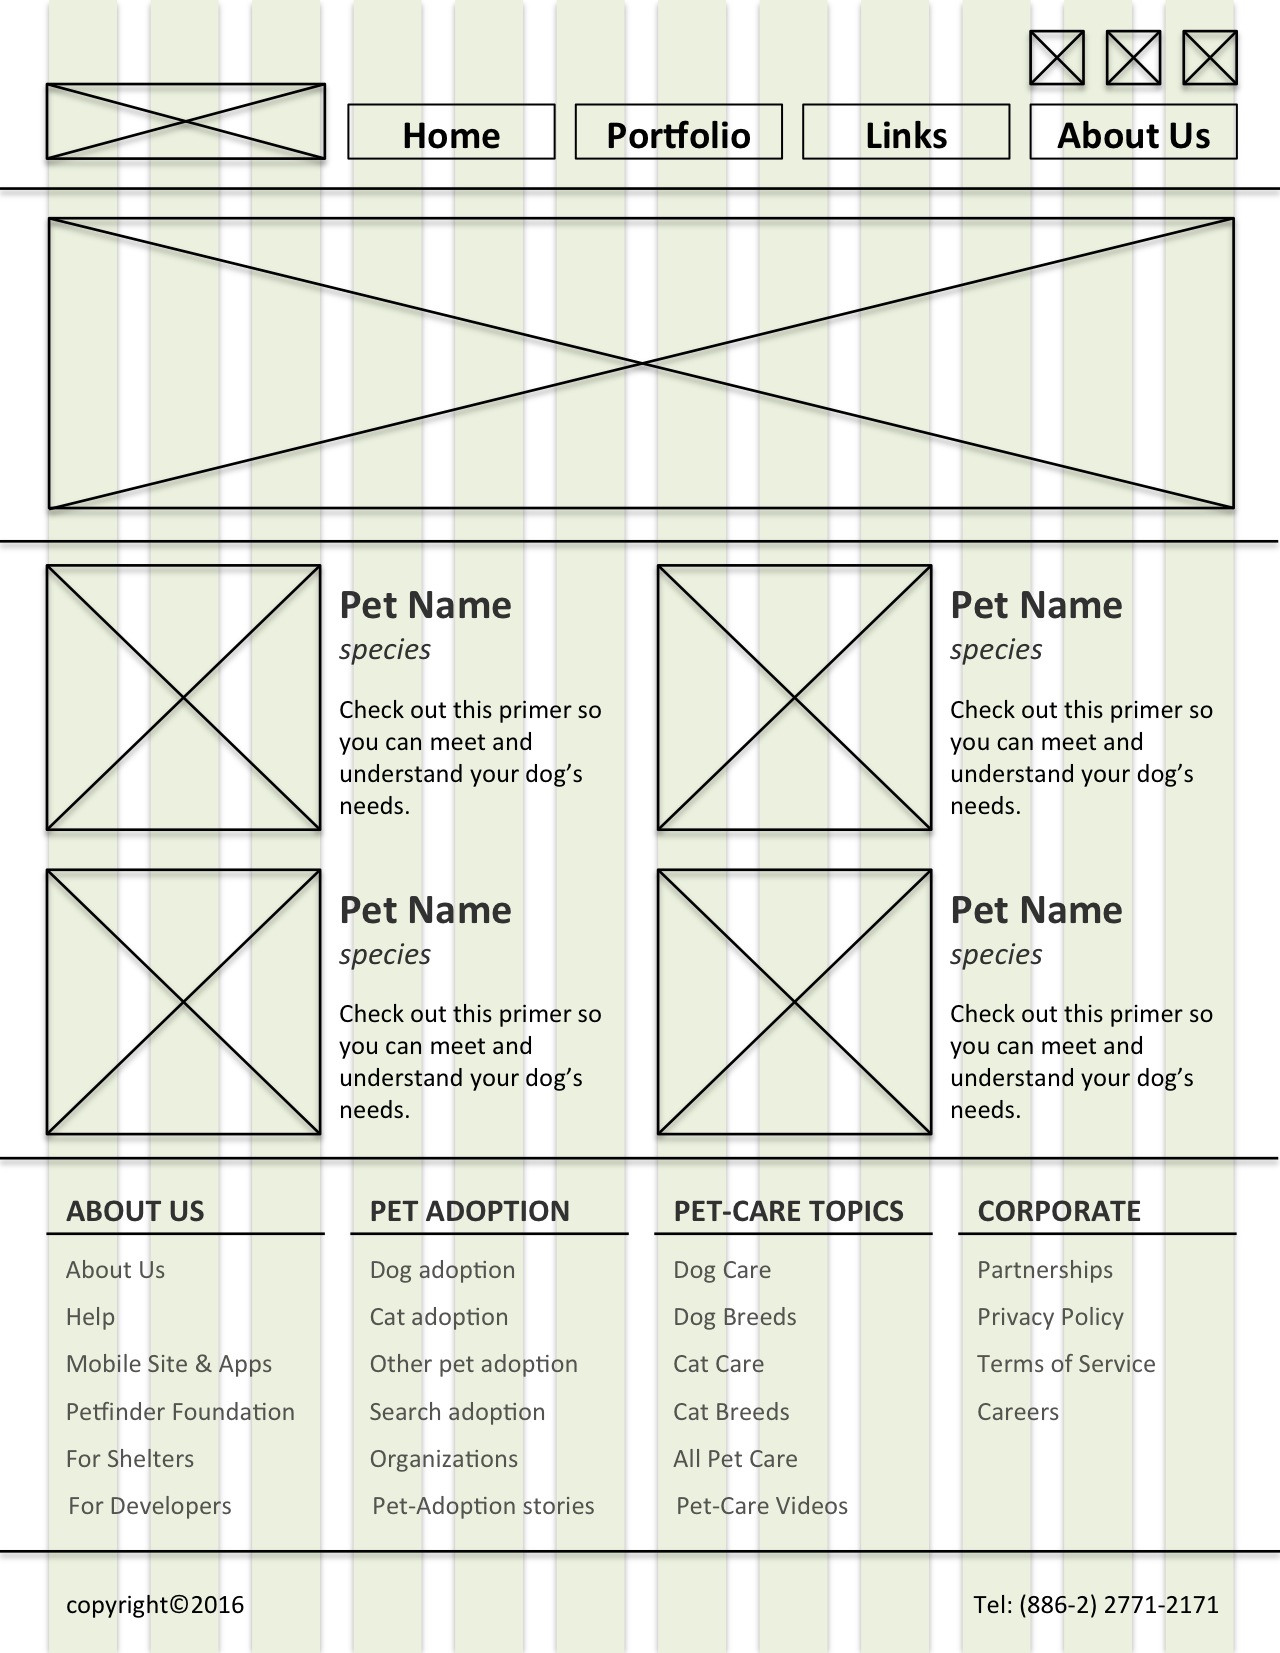 Home
Portfolio
Links
About Us
Pet Name
species
Check out this primer so
you can meet and
understand your dog’s
needs.
Pet Name
species
Check out this primer so
you can meet and
understand your dog’s
needs.
Pet Name
species
Check out this primer so
you can meet and
understand your dog’s
needs.
Pet Name
species
Check out this primer so
you can meet and
understand your dog’s
needs.
ABOUT US
About Us
Help
Mobile Site & Apps
Petfinder Foundation
For Shelters
For Developers
PET ADOPTION
Dog adoption
Cat adoption
Other pet adoption
Search adoption
Organizations
Pet-Adoption stories
PET-CARE TOPICS
Dog Care
Dog Breeds
Cat Care
Cat Breeds
All Pet Care
Pet-Care Videos
CORPORATE
Partnerships
Privacy Policy
Terms of Service
Careers
copyright©2016
Tel: (886-2) 2771-2171